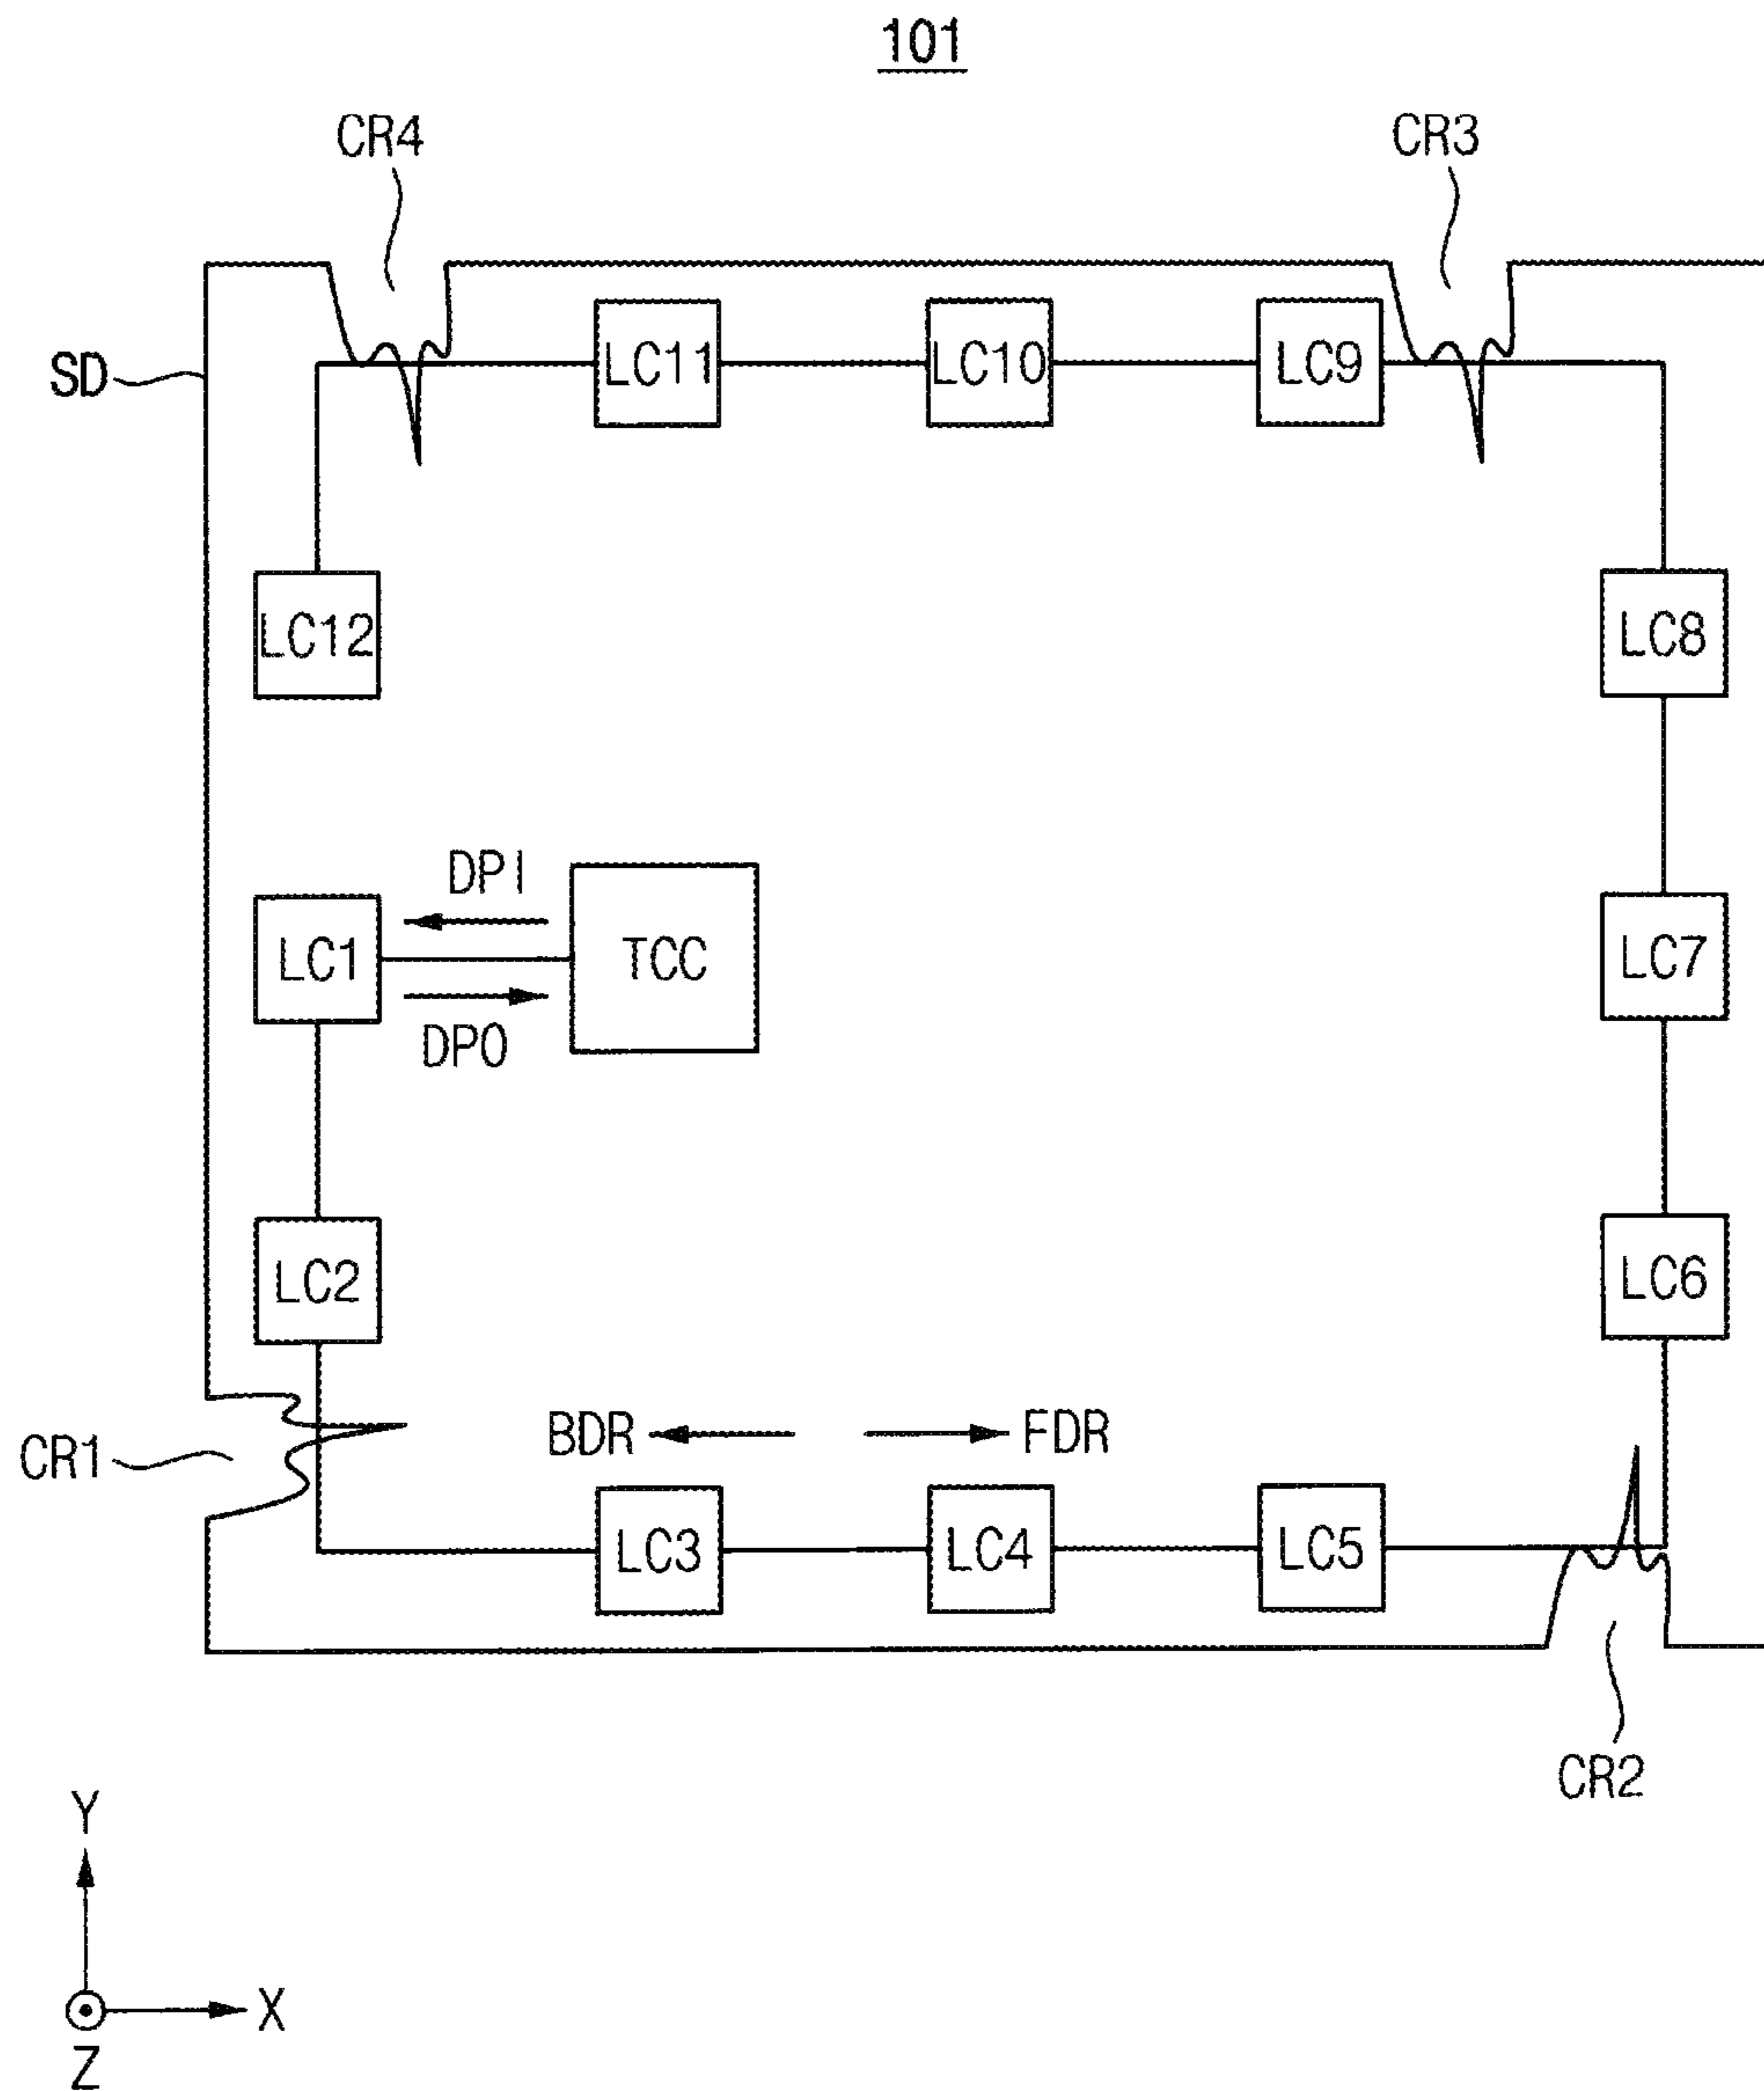 101
CR4
CR3
LC11
LC10
LC9
SD
LC12
LC8
DPI
LC1
TCC
LC7
DPO
LC2
LC6
BDR
FDR
CR1
LC3
LC4
LC5
CR2
Y
X
Z